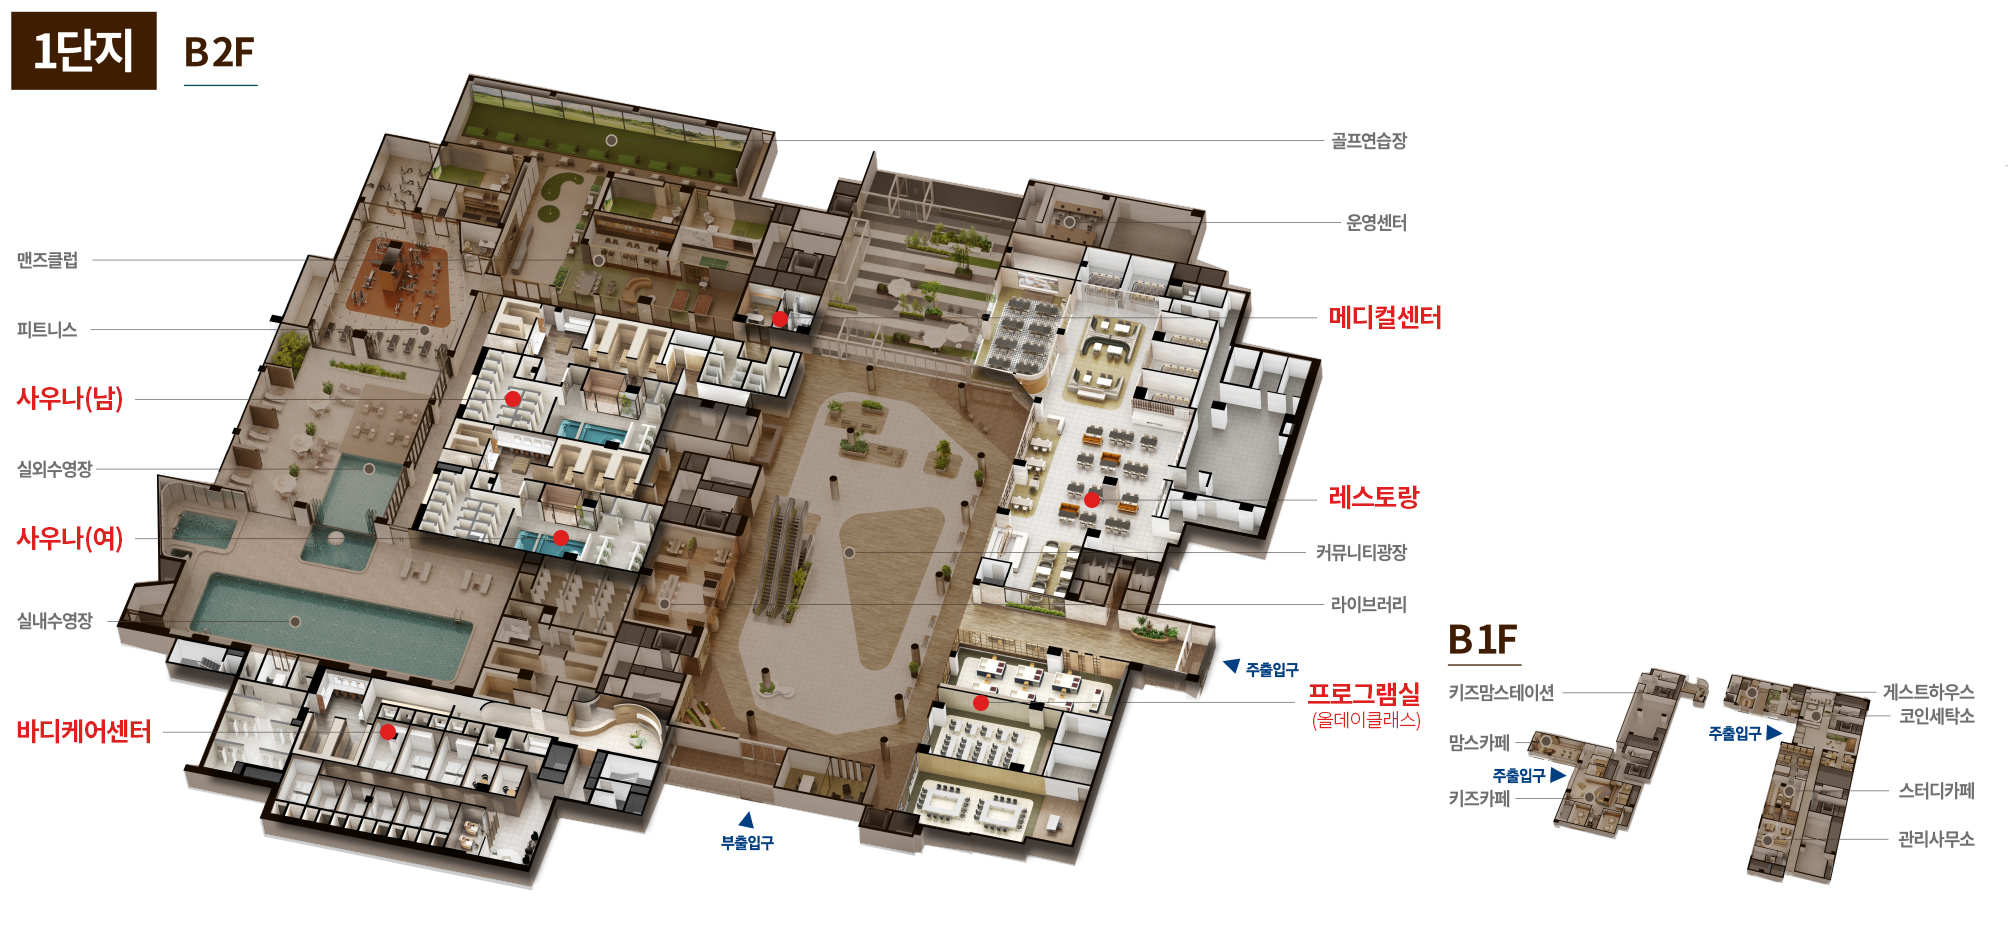 1단지
B2F
골프연습장
운영센터
맨즈클럽
메디컬센터
피트니스
사우나(남)
실외수영장
레스토랑
사우나(여)
커뮤니티광장
라이브러리
실내수영장
주출입구
프로그램실
(올데이클래스)
바디케어센터
부출입구
B1F
키즈맘스테이션
게스트하우스
코인세탁소
주출입구
맘스카페
주출입구
키즈카페
스터디카페
관리사무소